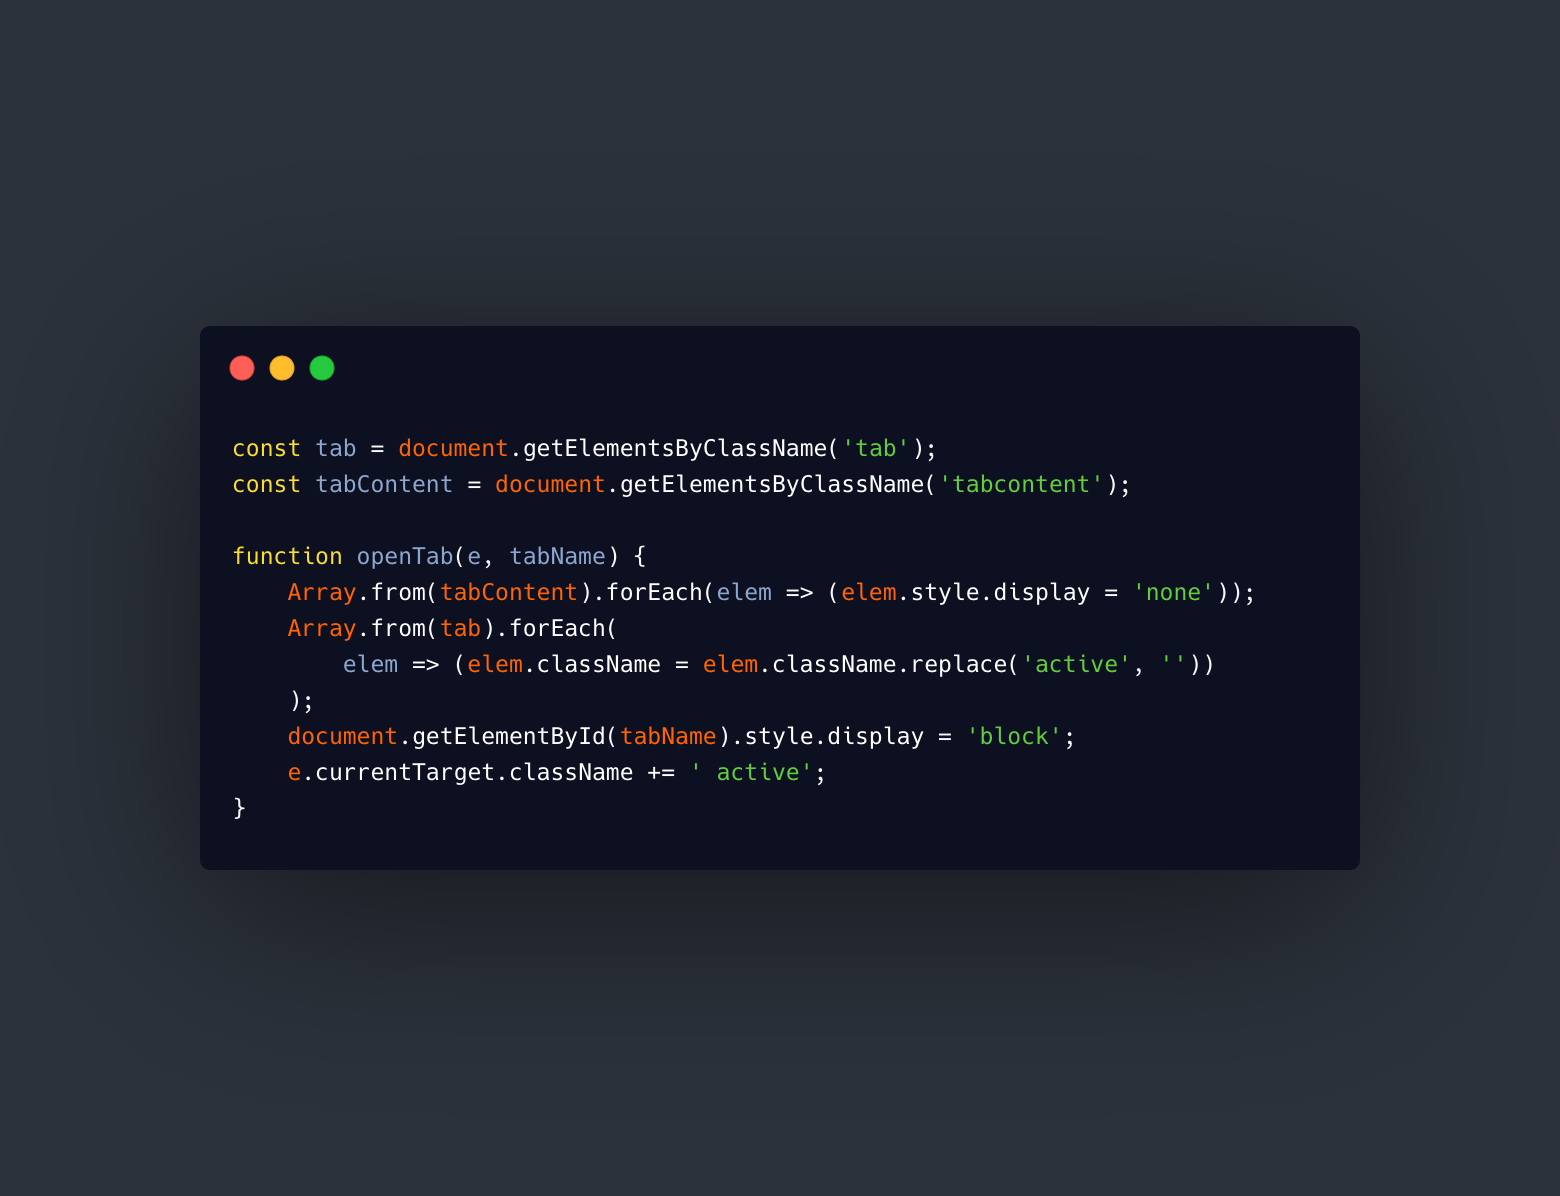 const tab = document.getElementsByClassName('tab');
const tabContent = document.getElementsByClassName('tabcontent');

function openTab(e, tabName) {
    Array.from(tabContent).forEach(elem => (elem.style.display = 'none'));
    Array.from(tab).forEach(
        elem => (elem.className = elem.className.replace('active', ''))
    );
    document.getElementById(tabName).style.display = 'block';
    e.currentTarget.className += ' active';
}